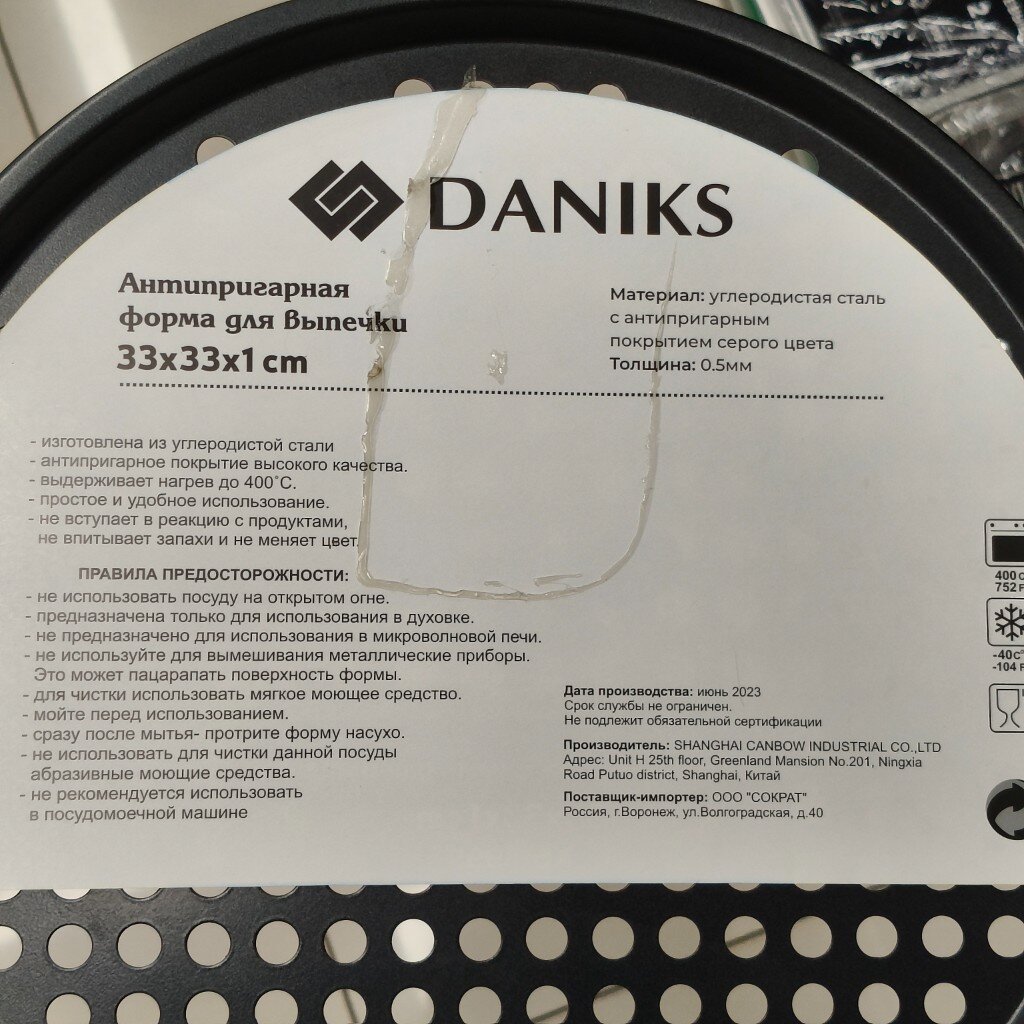 DANIKS
Антипригарная
форма для выпечки
33x33x1 cm
Материал: углеродистая сталь
с антипригарным
покрытием серого цвета
Толщина: 0.5мм
- изготовлена из углеродистой стали
- антипригарное покрытие высокого качества.
- выдерживает нагрев до 400˚С.
- простое и удобное использование.
- не вступает в реакцию с продуктами,
не впитывает запахи и не меняет цвет.
ПРАВИЛА ПРЕДОСТОРОЖНОСТИ:
- не использовать посуду на открытом огне.
- предназначена только для использования в духовке.
- не предназначено для использования в микроволновой печи.
- не используйте для вымешивания металлические приборы.
Это может пацарапать поверхность формы.
- для чистки использовать мягкое моющее средство.
- мойте перед использованием.
- сразу после мытья- протрите форму насухо.
- не использовать для чистки данной посуды
абразивные моющие средства.
- не рекомендуется использовать
в посудомоечной машине
Дата производства: июнь 2023
Срок службы не ограничен.
Не подлежит обязательной сертификации
Производитель: SHANGHAI CANBOW INDUSTRIAL CO.,LTD
Адрес: Unit H 25th floor, Greenland Mansion No.201, Ningxia
Road Putuo district, Shanghai, Китай
Поставщик-импортер: ООО "СОКРАТ"
Россия, г.Воронеж, ул.Волгоградская, д.40
400 C
752 F
-40C°
-104 F